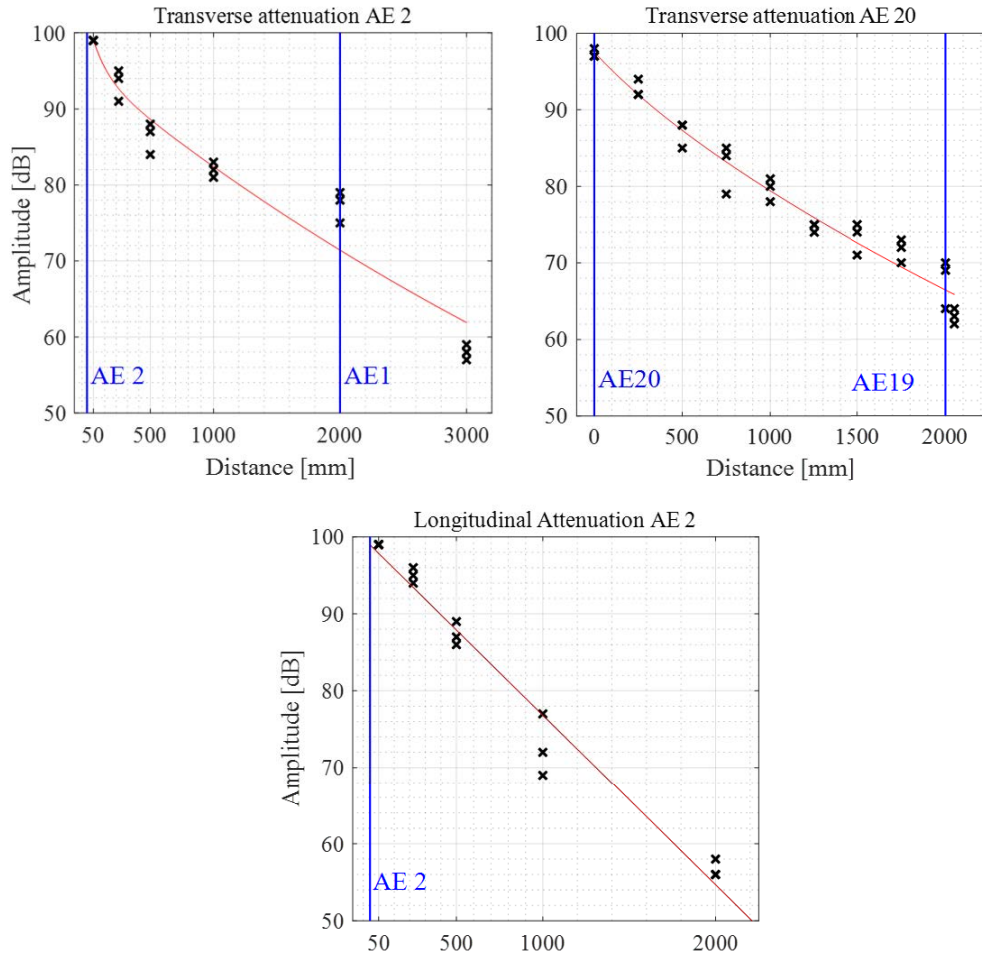 Transverse attenuation AE 2
100
90
80
70
60
50
Amplitude [dB]
AE 2
AE1
50 500 1000 2000 3000
Distance [mm]
Transverse attenuation AE 20
100
90
80
70
60
50
AE20
AE19
0 500 1000 1500 2000
Distance [mm]
Longitudinal Attenuation AE 2
100
90
80
70
60
50
Amplitude [dB]
AE 2
50 500 1000 2000